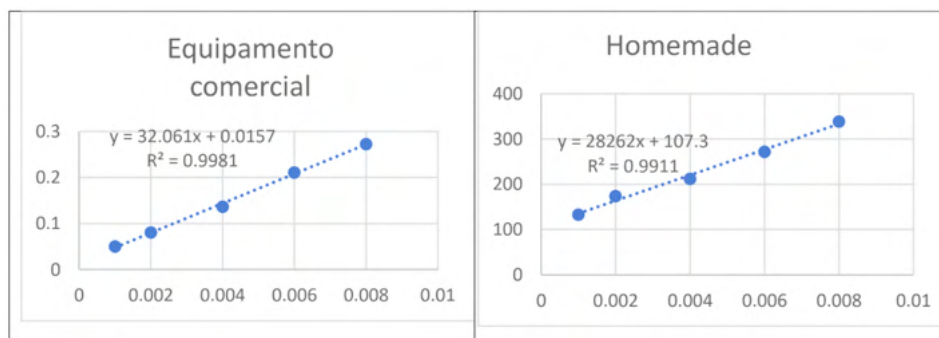 Equipamento
comercial
0.3
y = 32.061x + 0.0157
R² = 0.9981
0.2
0.1
0
0 0.002 0.004 0.006 0.008 0.01
Homemade
400
300
y = 28262x + 107.3
R² = 0.9911
200
100
0
0 0.002 0.004 0.006 0.008 0.01